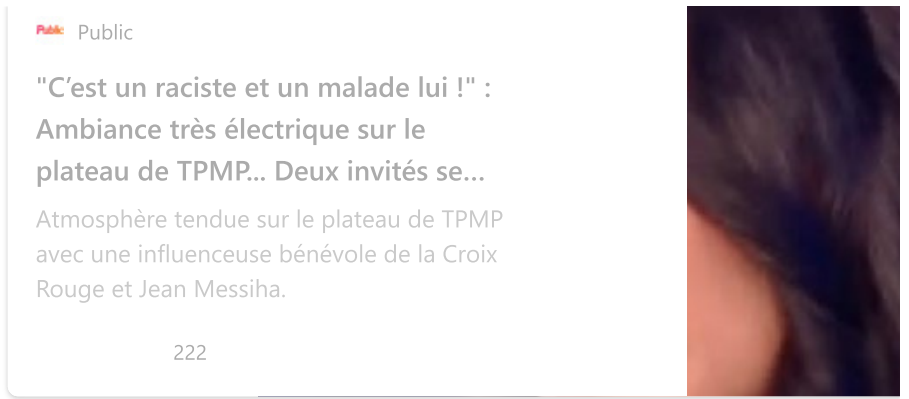 Public Public
"C’est un raciste et un malade lui !" :
Ambiance très électrique sur le
plateau de TPMP... Deux invités se...
Atmosphère tendue sur le plateau de TPMP
avec une influenceuse bénévole de la Croix
Rouge et Jean Messiha.
222